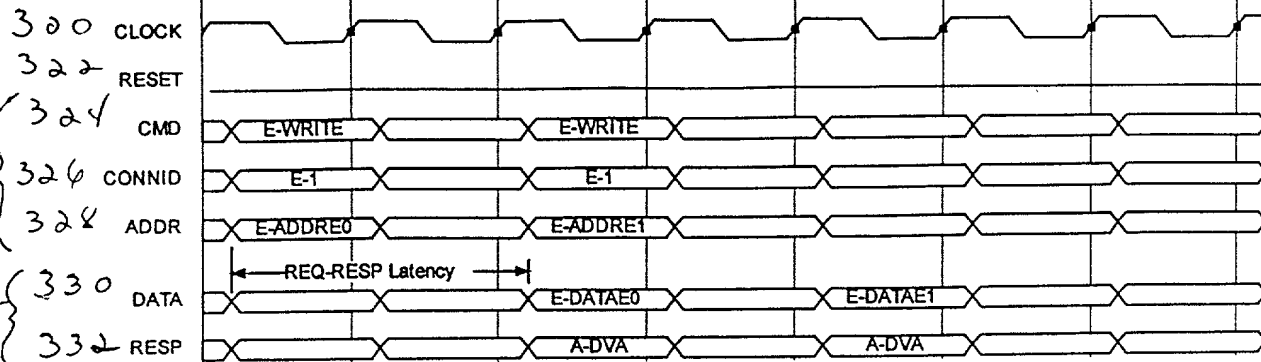 320 CLOCK
322 RESET
324 CMD E-WRITE E-WRITE
326 CONNID E-1 E-1
328 ADDR E-ADDRE0 E-ADDRE1
REQ-RESP Latency
330 DATA E-DATAE0 E-DATAE1
332 RESP A-DVA A-DVA